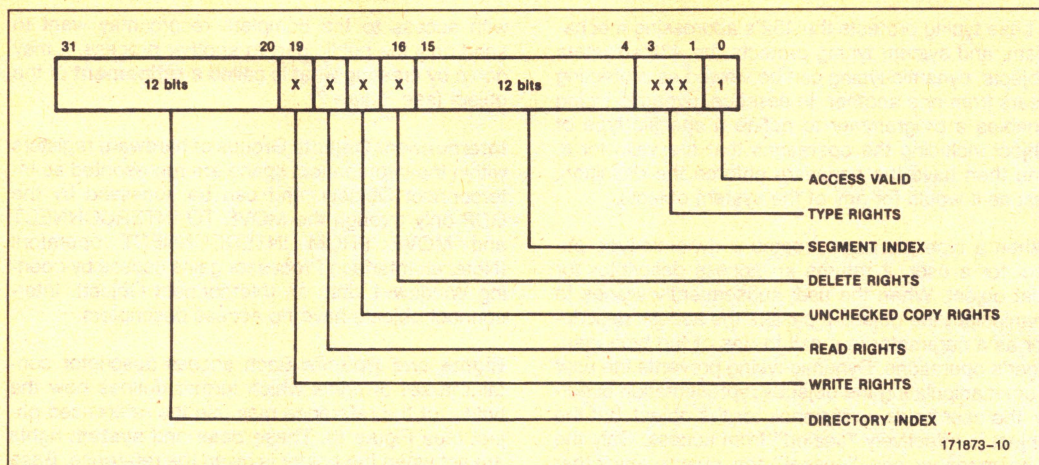 31 20 19 16 15 4 3 1 0
12 bits X X X X 12 bits X X X 1
ACCESS VALID
TYPE RIGHTS
SEGMENT INDEX
DELETE RIGHTS
UNCHECKED COPY RIGHTS
READ RIGHTS
WRITE RIGHTS
DIRECTORY INDEX
171873-10